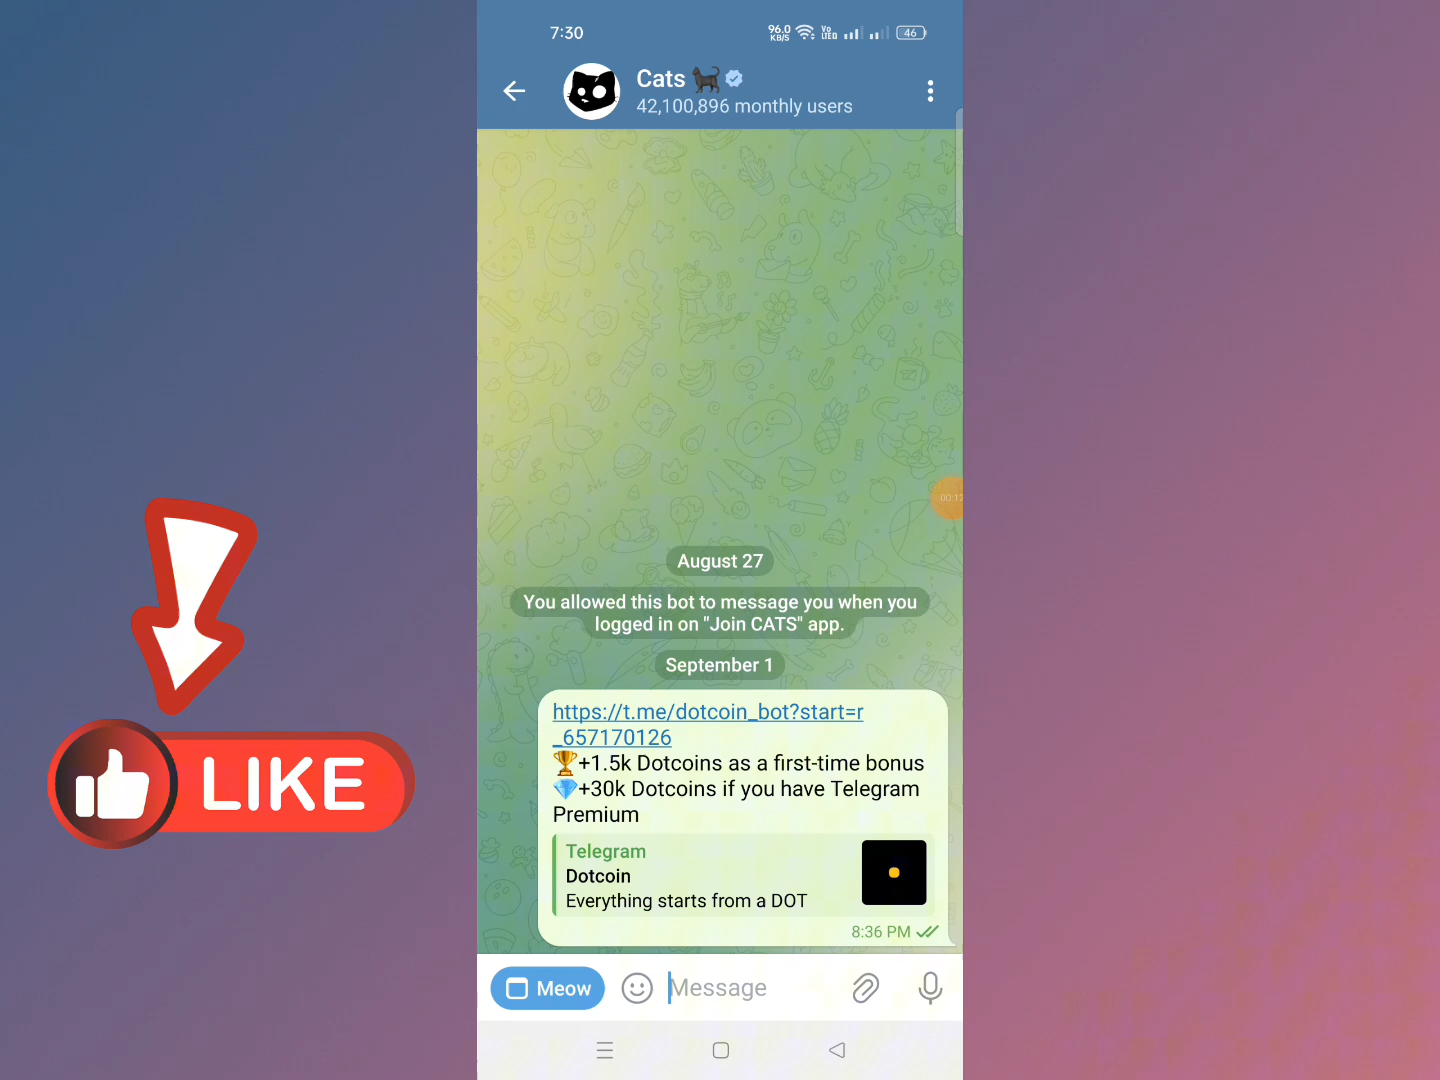 7:30
96.0
KB/S
Vo
LTE
46
Cats
42,100,896 monthly users
August 27
You allowed this bot to message you when you
logged in on "Join CATS" app.
September 1
https://t.me/dotcoin_bot?start=r
_657170126
🏆+1.5k Dotcoins as a first-time bonus
💎+30k Dotcoins if you have Telegram
Premium
Telegram
Dotcoin
Everything starts from a DOT
8:36 PM
Meow
Message
LIKE